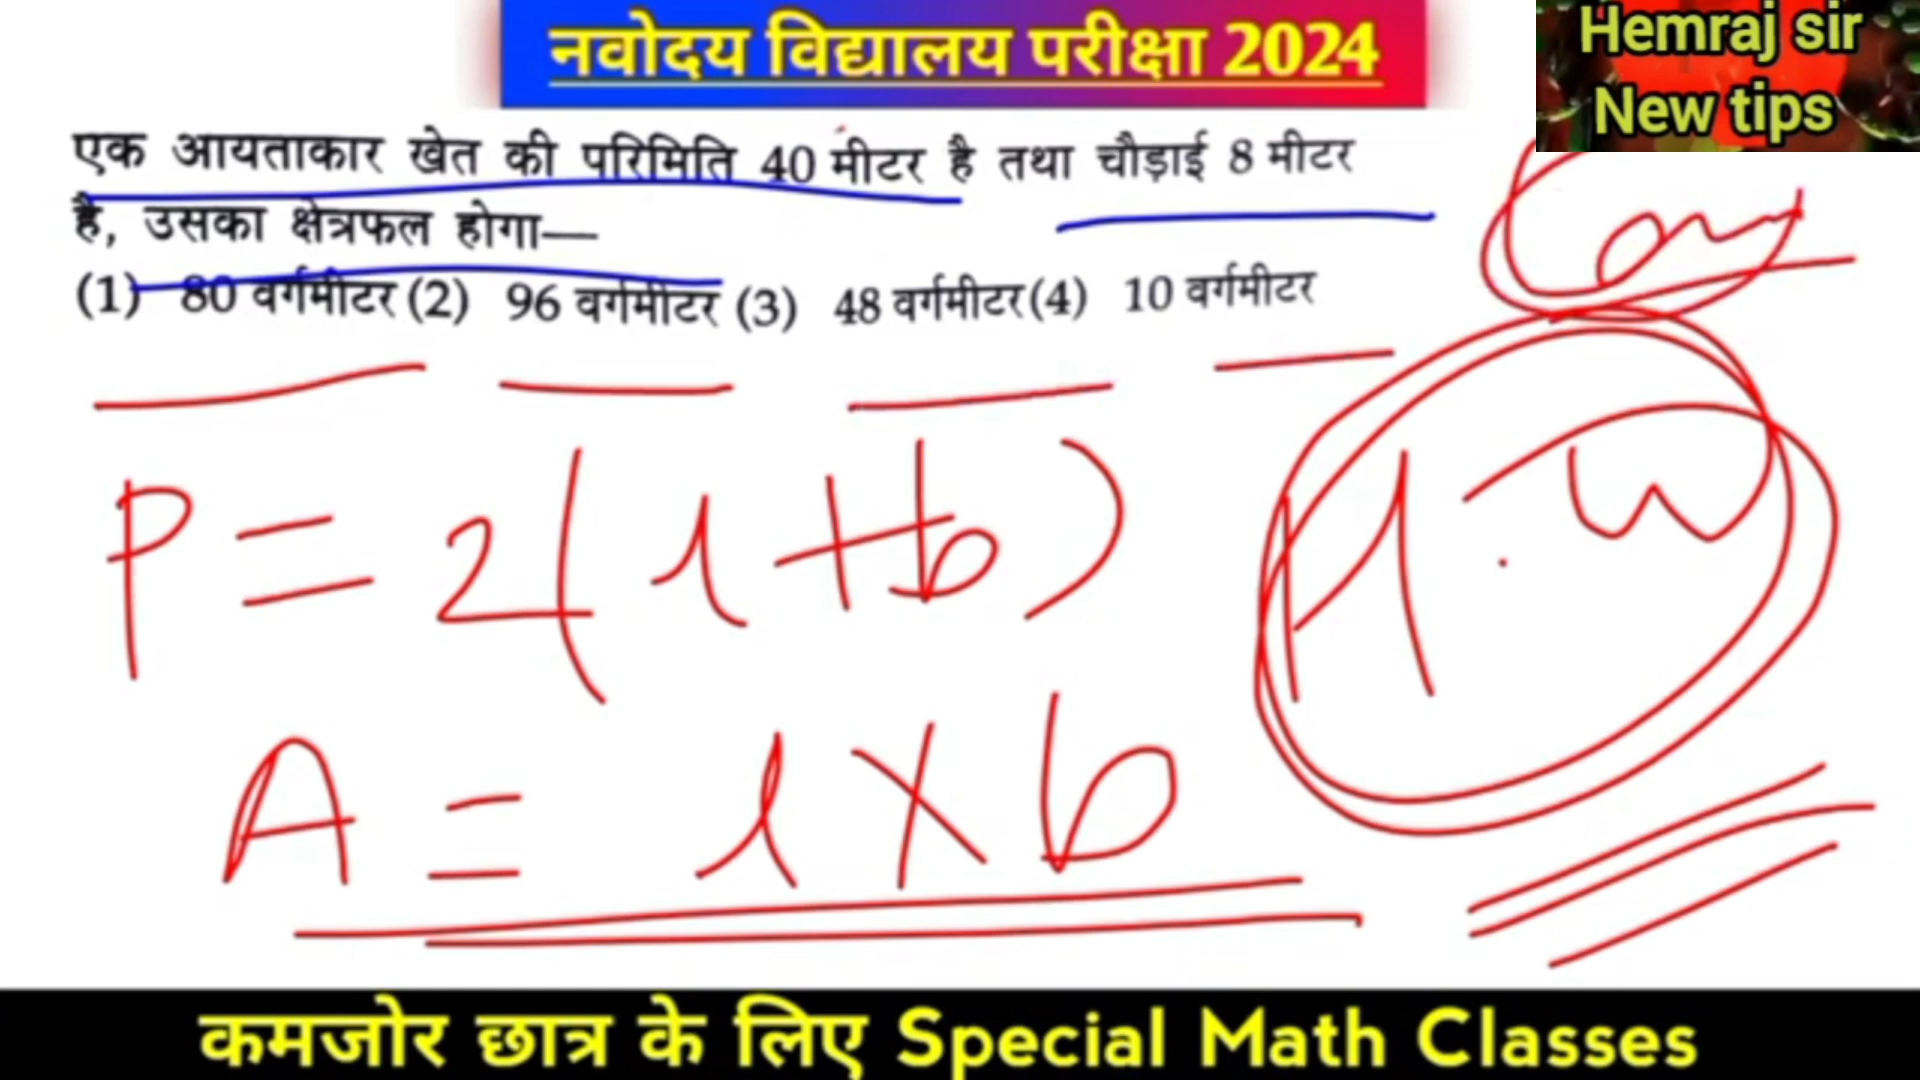 नवोदय विद्यालय परीक्षा 2024
Hemraj sir
New tips
एक आयताकार खेत की परिमिति 40 मीटर है तथा चौड़ाई 8 मीटर
है, उसका क्षेत्रफल होगा—
(1) 80 वर्गमीटर (2) 96 वर्गमीटर (3) 48 वर्गमीटर (4) 10 वर्गमीटर
P = 2(l+b)
H.W
A = l×b
कमजोर छात्र के लिए Special Math Classes